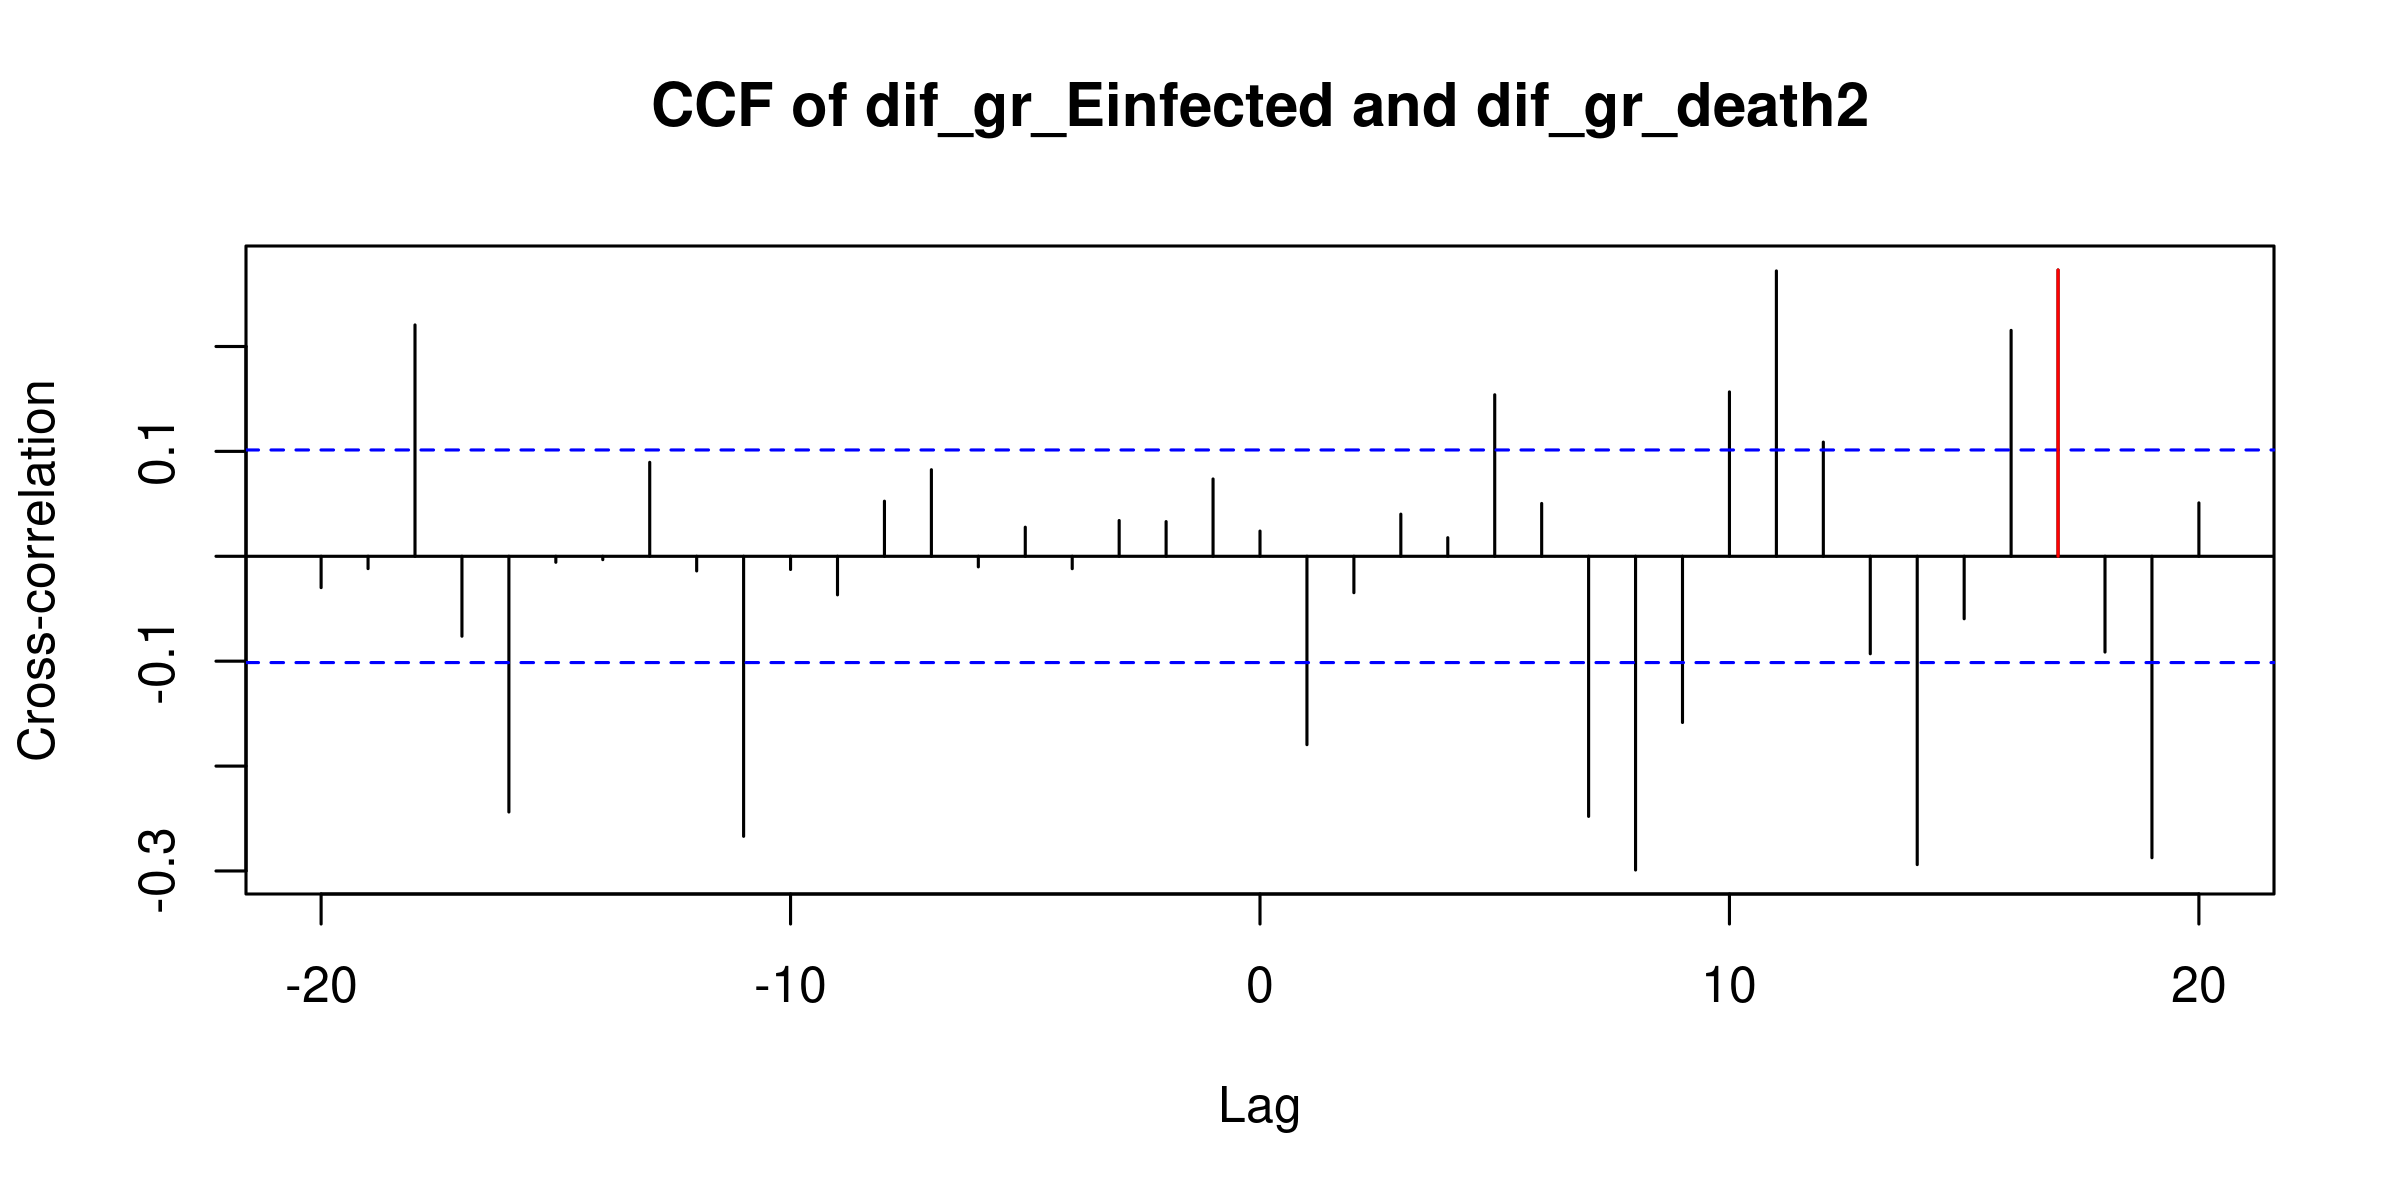 CCF of dif_gr_Einfected and dif_gr_death2
Cross-correlation
0.1
-0.1
-0.3
-20 -10 0 10 20
Lag